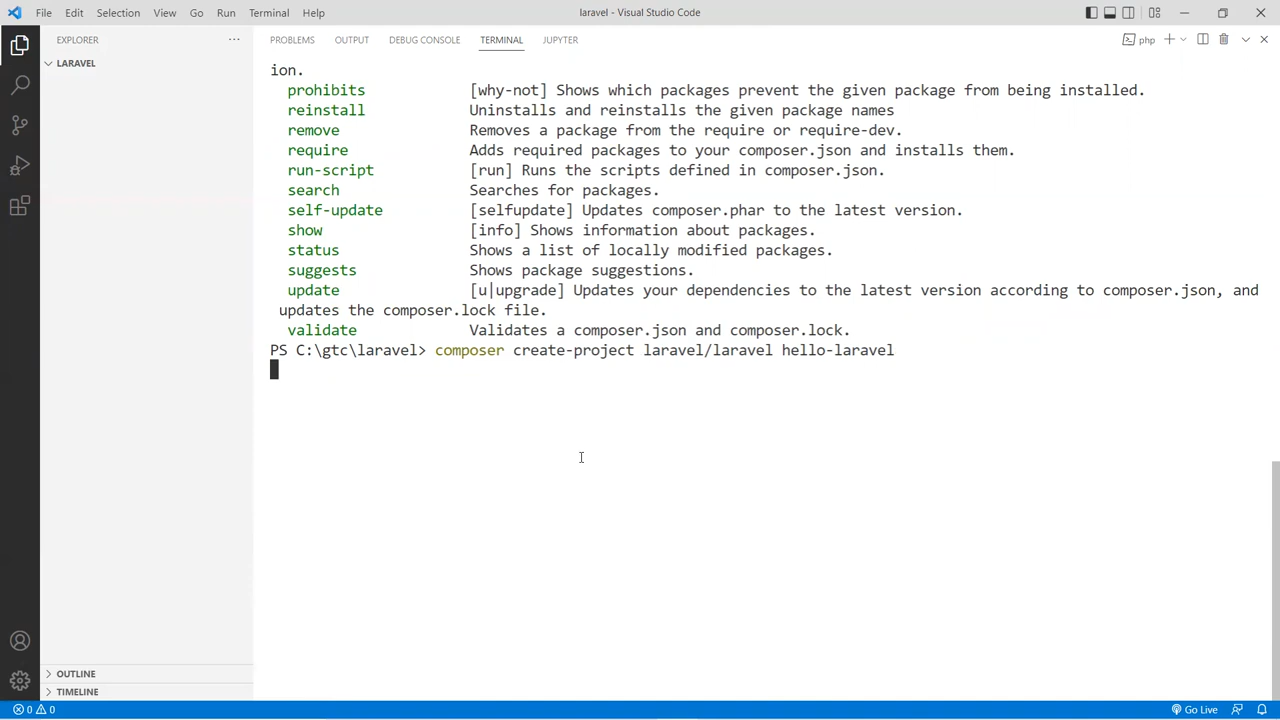 File Edit Selection View Go Run Terminal Help
laravel - Visual Studio Code
EXPLORER
LARAVEL
PROBLEMS OUTPUT DEBUG CONSOLE TERMINAL JUPYTER
php
ion.
prohibits [why-not] Shows which packages prevent the given package from being installed.
reinstall Uninstalls and reinstalls the given package names
remove Removes a package from the require or require-dev.
require Adds required packages to your composer.json and installs them.
run-script [run] Runs the scripts defined in composer.json.
search Searches for packages.
self-update [selfupdate] Updates composer.phar to the latest version.
show [info] Shows information about packages.
status Shows a list of locally modified packages.
suggests Shows package suggestions.
update [u|upgrade] Updates your dependencies to the latest version according to composer.json, and
updates the composer.lock file.
validate Validates a composer.json and composer.lock.
PS C:\gtc\laravel> composer create-project laravel/laravel hello-laravel
OUTLINE
TIMELINE
0 0
Go Live